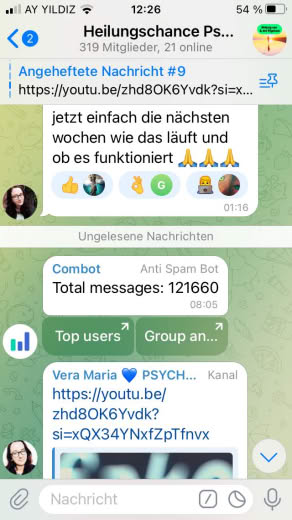 AY YILDIZ 12:26 54 %
2 Heilungschance Ps...
319 Mitglieder, 21 online
Angeheftete Nachricht #9
https://youtu.be/zhd8OK6Yvdk?si=x...
jetzt einfach die nächsten
wochen wie das läuft und
ob es funktioniert 🙏🙏🙏
👍 👌 G 👨‍💻
01:16
Ungelesene Nachrichten
Combot Anti Spam Bot
Total messages: 121660
08:05
Top users Group an...
Vera Maria 💙 PSYCH... Kanal
https://youtu.be/
zhd8OK6Yvdk?
si=xQX34YNxfZpTfnvx
Nachricht